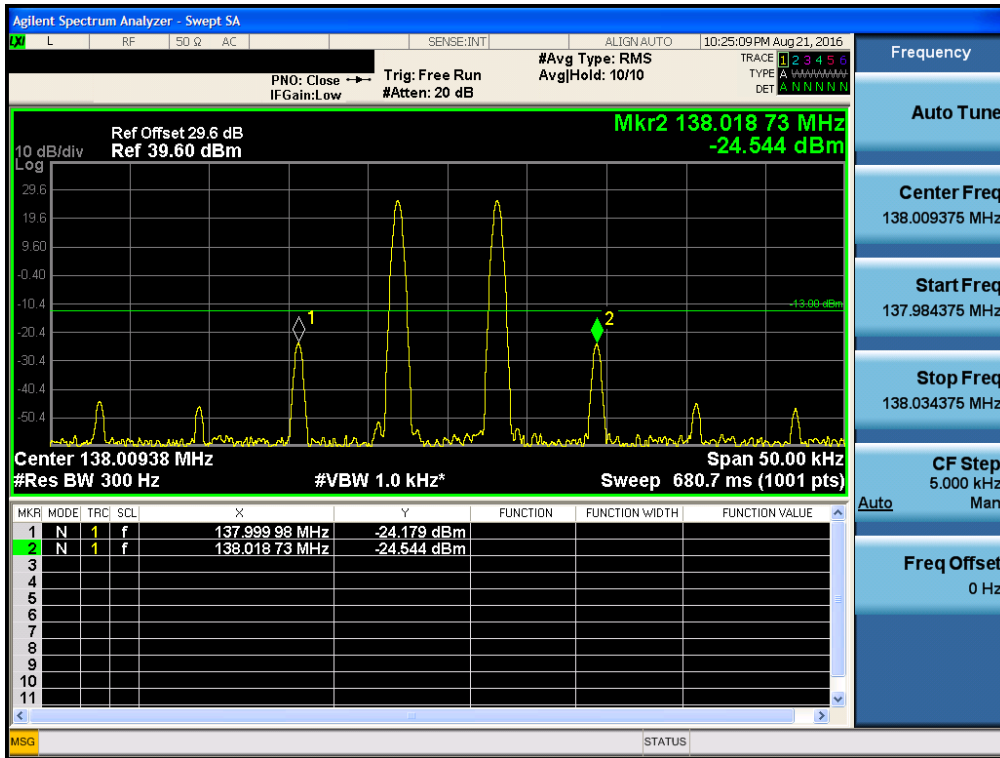 Agilent Spectrum Analyzer - Swept SA
LXI L RF 50 Ω AC SENSE:INT ALIGN AUTO 10:25:09 PM Aug 21, 2016
PNO: Close Trig: Free Run #Avg Type: RMS TRACE 1 2 3 4 5 6
IFGain:Low #Atten: 20 dB Avg|Hold: 10/10 TYPE A
DET A N N N N N
Ref Offset 29.6 dB Mkr2 138.018 73 MHz
10 dB/div Ref 39.60 dBm -24.544 dBm
Log
29.6
19.6
9.60
-0.40
-10.4 -13.00 dBm
1 2
-20.4
-30.4
-40.4
-50.4
Center 138.00938 MHz Span 50.00 kHz
#Res BW 300 Hz #VBW 1.0 kHz* Sweep 680.7 ms (1001 pts)
MKR MODE TRC SCL X Y FUNCTION FUNCTION WIDTH FUNCTION VALUE
1 N 1 f 137.999 98 MHz -24.179 dBm
2 N 1 f 138.018 73 MHz -24.544 dBm
3
4
5
6
7
8
9
10
11
MSG STATUS
Frequency
Auto Tune
Center Freq
138.009375 MHz
Start Freq
137.984375 MHz
Stop Freq
138.034375 MHz
CF Step
5.000 kHz
Auto Man
Freq Offset
0 Hz